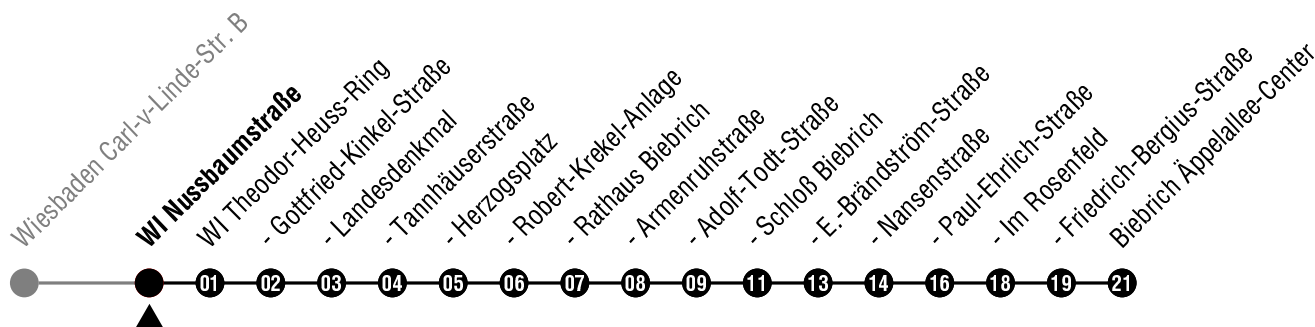 Wiesbaden Carl-v-Linde-Str. B
WI Nussbaumstraße
WI Theodor-Heuss-Ring
- Gottfried-Kinkel-Straße
- Landesdenkmal
- Tannhäuserstraße
- Herzogsplatz
- Robert-Krekel-Anlage
- Rathaus Biebrich
- Armenruhstraße
- Adolf-Todt-Straße
- Schloß Biebrich
- E.-Brändström-Straße
- Nansenstraße
- Paul-Ehrlich-Straße
- Im Rosenfeld
- Friedrich-Bergius-Straße
Biebrich Äppelallee-Center
01 02 03 04 05 06 07 08 09 11 13 14 16 18 19 21